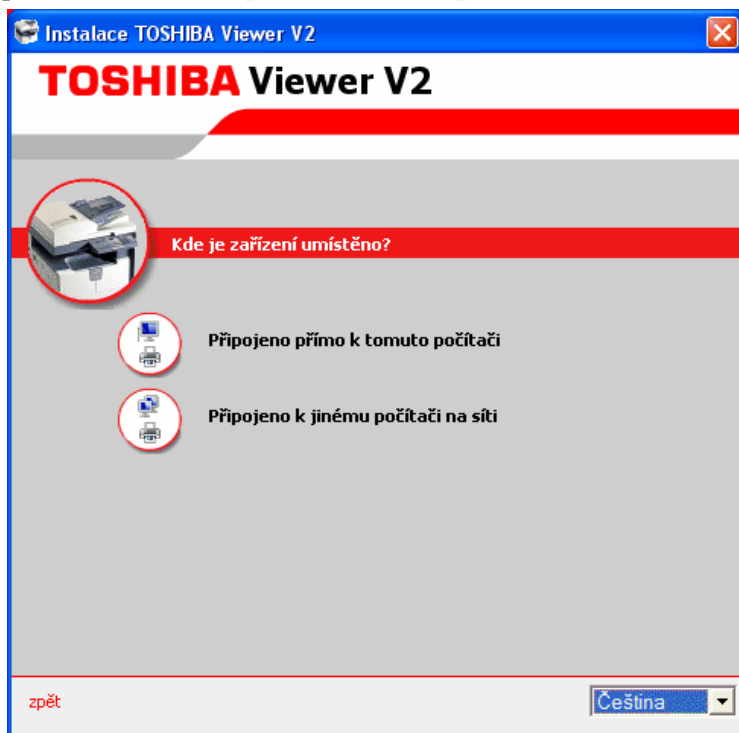 Instalace TOSHIBA Viewer V2
TOSHIBA Viewer V2
Kde je zařízení umístěno?
Připojeno přímo k tomuto počítači
Připojeno k jinému počítači na síti
zpět
Čeština